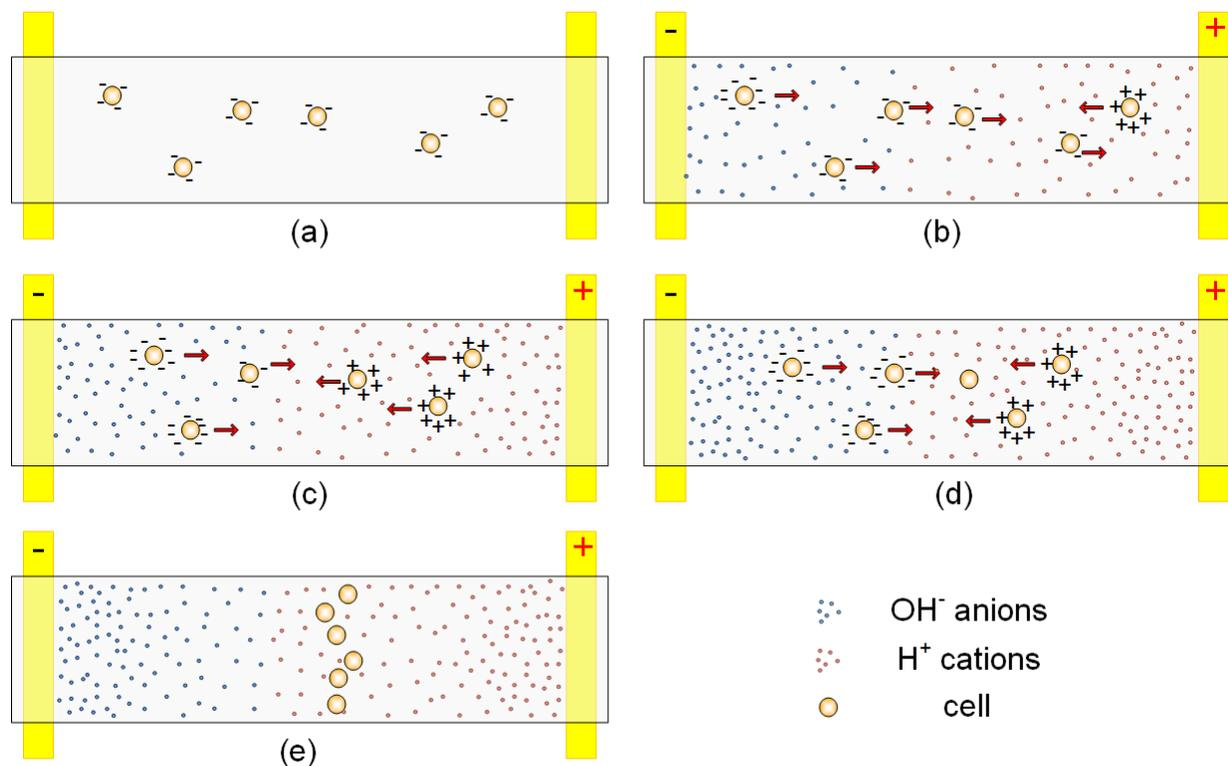 (a)
-
+
(b)
-
+
(c)
-
+
(d)
-
+
(e)
OH⁻ anions
H⁺ cations
cell